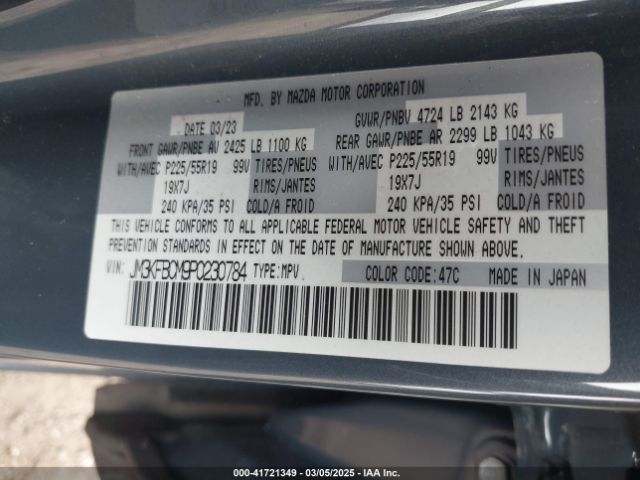 MFD. BY MAZDA MOTOR CORPORATION
DATE 03/23 GVWR/PNBV 4724 LB 2143 KG
FRONT GAWR/PNBE AV 2425 LB 1100 KG REAR GAWR/PNBE AR 2299 LB 1043 KG
WITH/AVEC P225/55R19 99V TIRES/PNEUS WITH/AVEC P225/55R19 99V TIRES/PNEUS
19X7J RIMS/JANTES 19X7J RIMS/JANTES
240 KPA/35 PSI COLD/A FROID 240 KPA/35 PSI COLD/A FROID
THIS VEHICLE CONFORMS TO ALL APPLICABLE FEDERAL MOTOR VEHICLE SAFETY AND THEFT
PREVENTION STANDARDS IN EFFECT ON THE DATE OF MANUFACTURE SHOWN ABOVE.
VIN: JM3KFBCM9P0230784 TYPE: MPV COLOR CODE: 47C MADE IN JAPAN
000-41721349 | 03/05/2025 | IAA Inc.